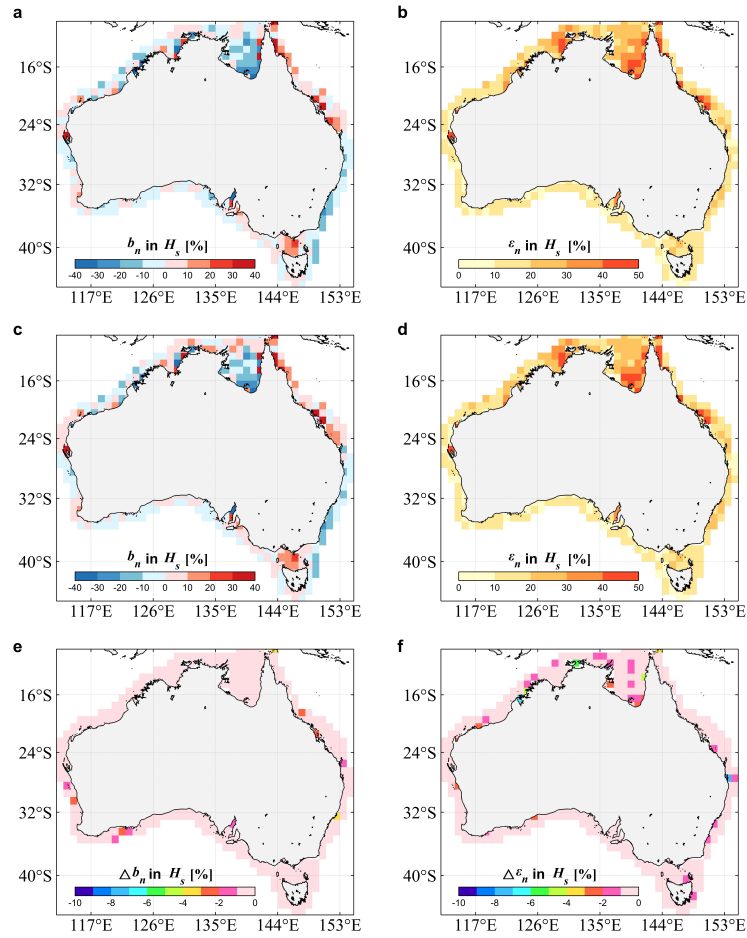 a
b
16°S
24°S
32°S
40°S
b_n in H_s [%]
-40 -30 -20 -10 -0 10 20 30 40
117°E 126°E 135°E 144°E 153°E
16°S
24°S
32°S
40°S
ε_n in H_s [%]
0 10 20 30 40 50
117°E 126°E 135°E 144°E 153°E
c
d
16°S
24°S
32°S
40°S
b_n in H_s [%]
-40 -30 -20 -10 -0 10 20 30 40
117°E 126°E 135°E 144°E 153°E
16°S
24°S
32°S
40°S
ε_n in H_s [%]
0 10 20 30 40 50
117°E 126°E 135°E 144°E 153°E
e
f
16°S
24°S
32°S
40°S
△b_n in H_s [%]
-10 -8 -6 -4 -2 0
117°E 126°E 135°E 144°E 153°E
16°S
24°S
32°S
40°S
△ε_n in H_s [%]
-10 -8 -6 -4 -2 0
117°E 126°E 135°E 144°E 153°E